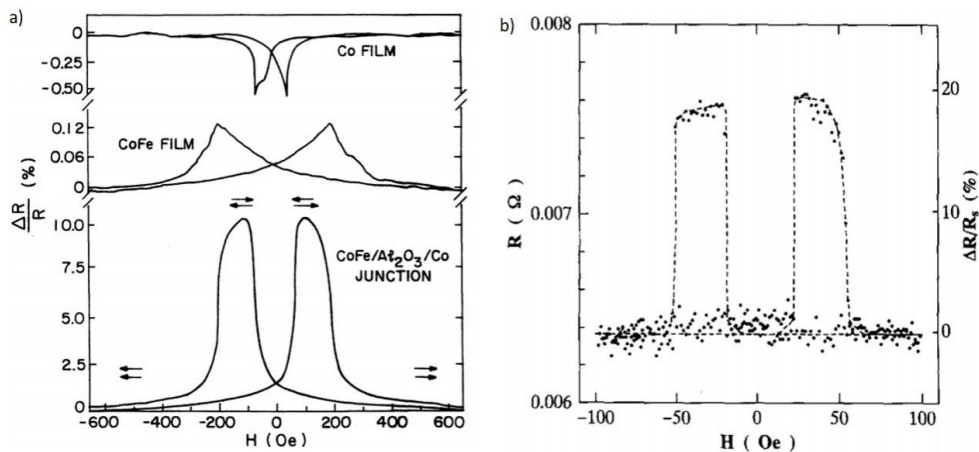 a)
0
-0.25
-0.50
Co FILM
0.12
0.06
0
CoFe FILM
ΔR/R (%)
10.0
7.5
5.0
2.5
0
CoFe/Al₂O₃/Co
JUNCTION
-600 -400 -200 0 200 400 600
H (Oe)
b)
0.008
0.007
0.006
R (Ω)
20
10
0
ΔR/Rₛ (%)
-100 -50 0 50 100
H (Oe)